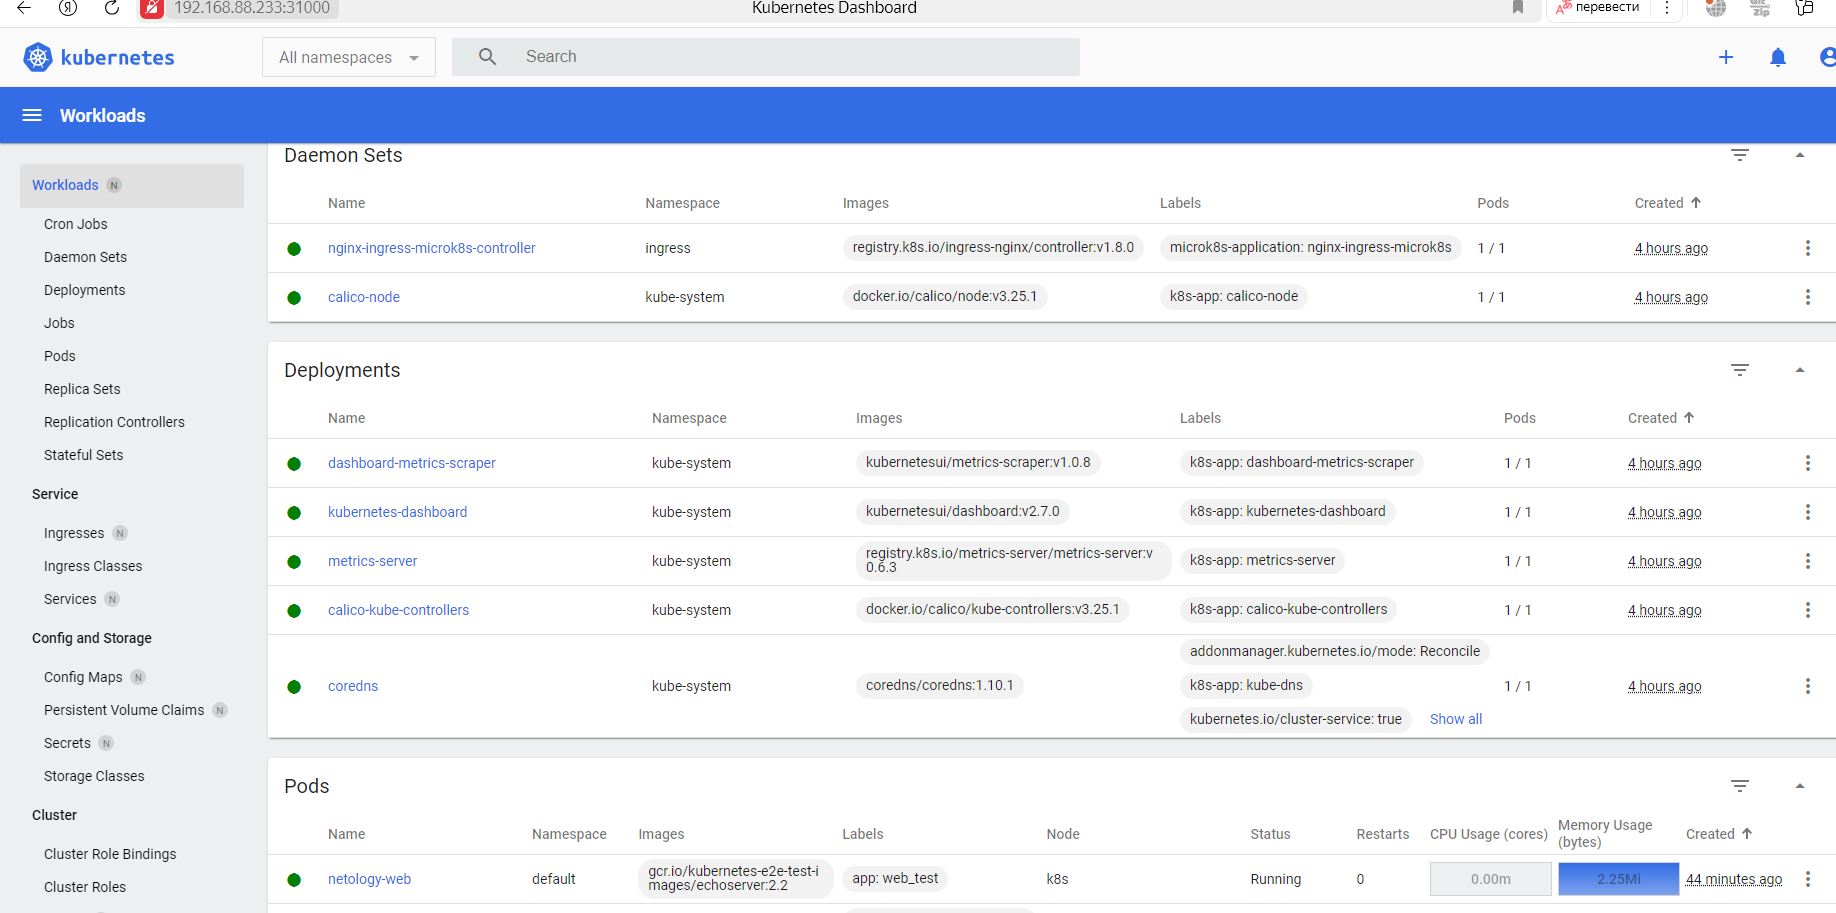 192.168.88.233:31000 Kubernetes Dashboard перевести
kubernetes All namespaces Search
Workloads
Workloads N
Cron Jobs
Daemon Sets
Deployments
Jobs
Pods
Replica Sets
Replication Controllers
Stateful Sets
Service
Ingresses N
Ingress Classes
Services N
Config and Storage
Config Maps N
Persistent Volume Claims N
Secrets N
Storage Classes
Cluster
Cluster Role Bindings
Cluster Roles
Daemon Sets
Name Namespace Images Labels Pods Created
nginx-ingress-microk8s-controller ingress registry.k8s.io/ingress-nginx/controller:v1.8.0 microk8s-application: nginx-ingress-microk8s 1 / 1 4 hours ago
calico-node kube-system docker.io/calico/node:v3.25.1 k8s-app: calico-node 1 / 1 4 hours ago
Deployments
Name Namespace Images Labels Pods Created
dashboard-metrics-scraper kube-system kubernetesui/metrics-scraper:v1.0.8 k8s-app: dashboard-metrics-scraper 1 / 1 4 hours ago
kubernetes-dashboard kube-system kubernetesui/dashboard:v2.7.0 k8s-app: kubernetes-dashboard 1 / 1 4 hours ago
metrics-server kube-system registry.k8s.io/metrics-server/metrics-server:v
0.6.3 k8s-app: metrics-server 1 / 1 4 hours ago
calico-kube-controllers kube-system docker.io/calico/kube-controllers:v3.25.1 k8s-app: calico-kube-controllers 1 / 1 4 hours ago
addonmanager.kubernetes.io/mode: Reconcile
coredns kube-system coredns/coredns:1.10.1 k8s-app: kube-dns 1 / 1 4 hours ago
kubernetes.io/cluster-service: true Show all
Pods
Name Namespace Images Labels Node Status Restarts CPU Usage (cores) Memory Usage
(bytes) Created
netology-web default gcr.io/kubernetes-e2e-test-i
mages/echoserver:2.2 app: web_test k8s Running 0 0.00m 2.25Mi 44 minutes ago